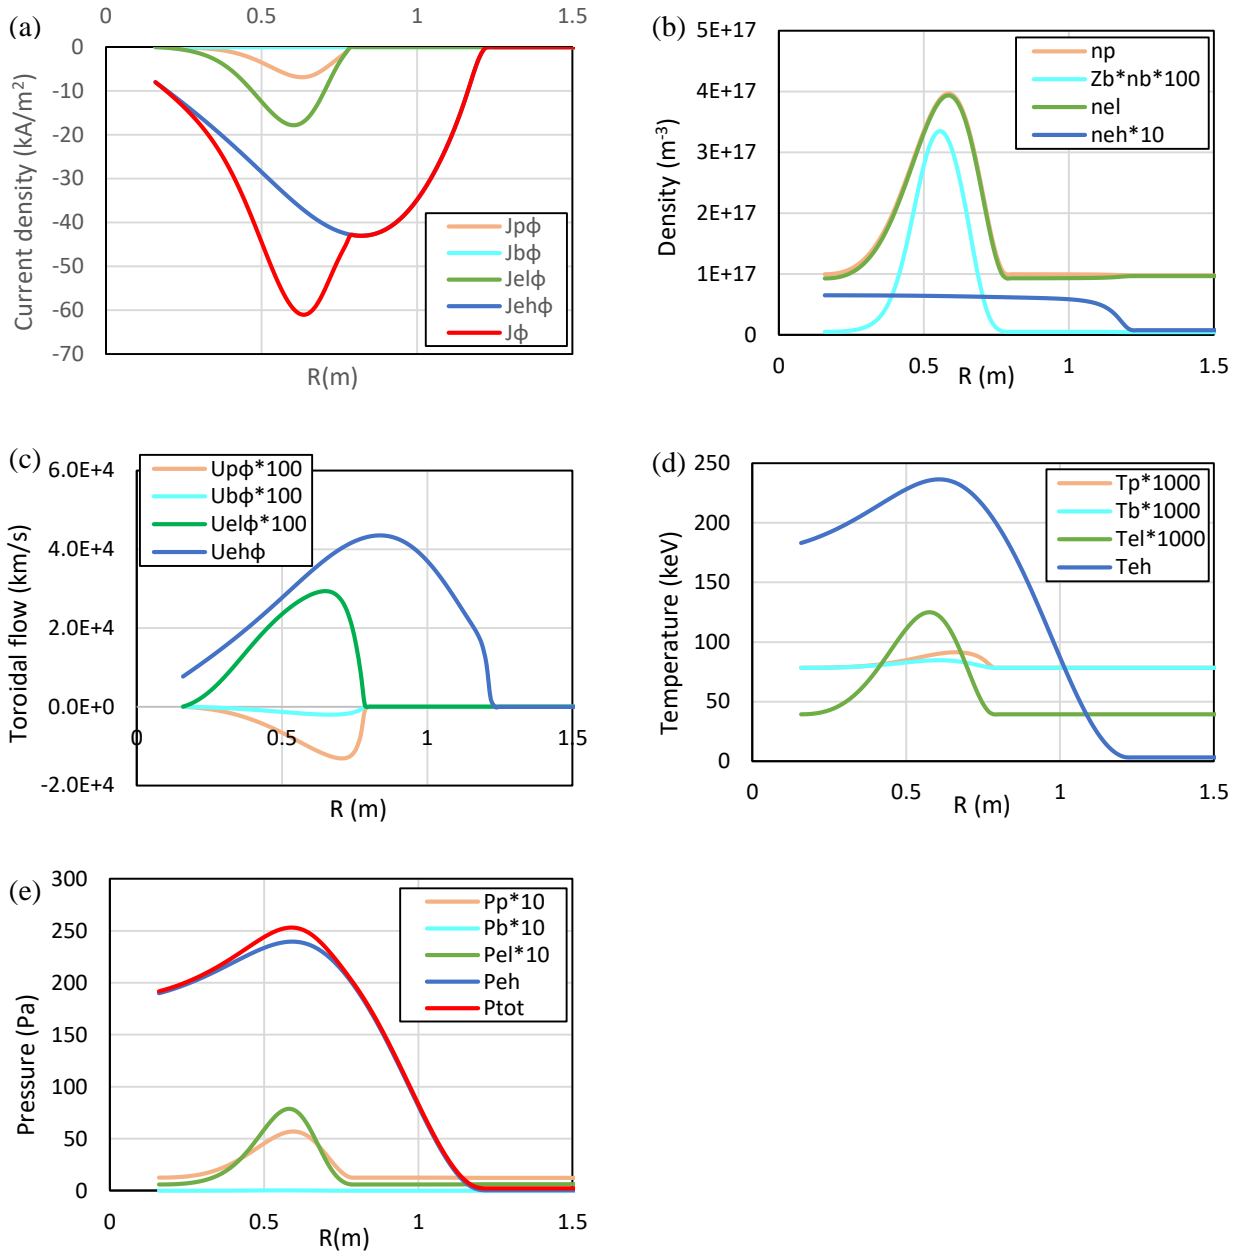 (a)
0
0.5
1
1.5
0
-10
-20
-30
-40
-50
-60
-70
Current density (kA/m²)
Jpϕ
Jbϕ
Jelϕ
Jehϕ
Jϕ
R(m)
(b)
5E+17
4E+17
3E+17
2E+17
1E+17
0
Density (m⁻³)
np
Zb*nb*100
nel
neh*10
0
0.5
1
1.5
R (m)
(c)
6.0E+4
4.0E+4
2.0E+4
0.0E+0
-2.0E+4
Toroidal flow (km/s)
Upϕ*100
Ubϕ*100
Uelϕ*100
Uehϕ
0
0.5
1
1.5
R (m)
(d)
250
200
150
100
50
0
Temperature (keV)
Tp*1000
Tb*1000
Tel*1000
Teh
0
0.5
1
1.5
R (m)
(e)
300
250
200
150
100
50
0
Pressure (Pa)
Pp*10
Pb*10
Pel*10
Peh
Ptot
0
0.5
1
1.5
R(m)